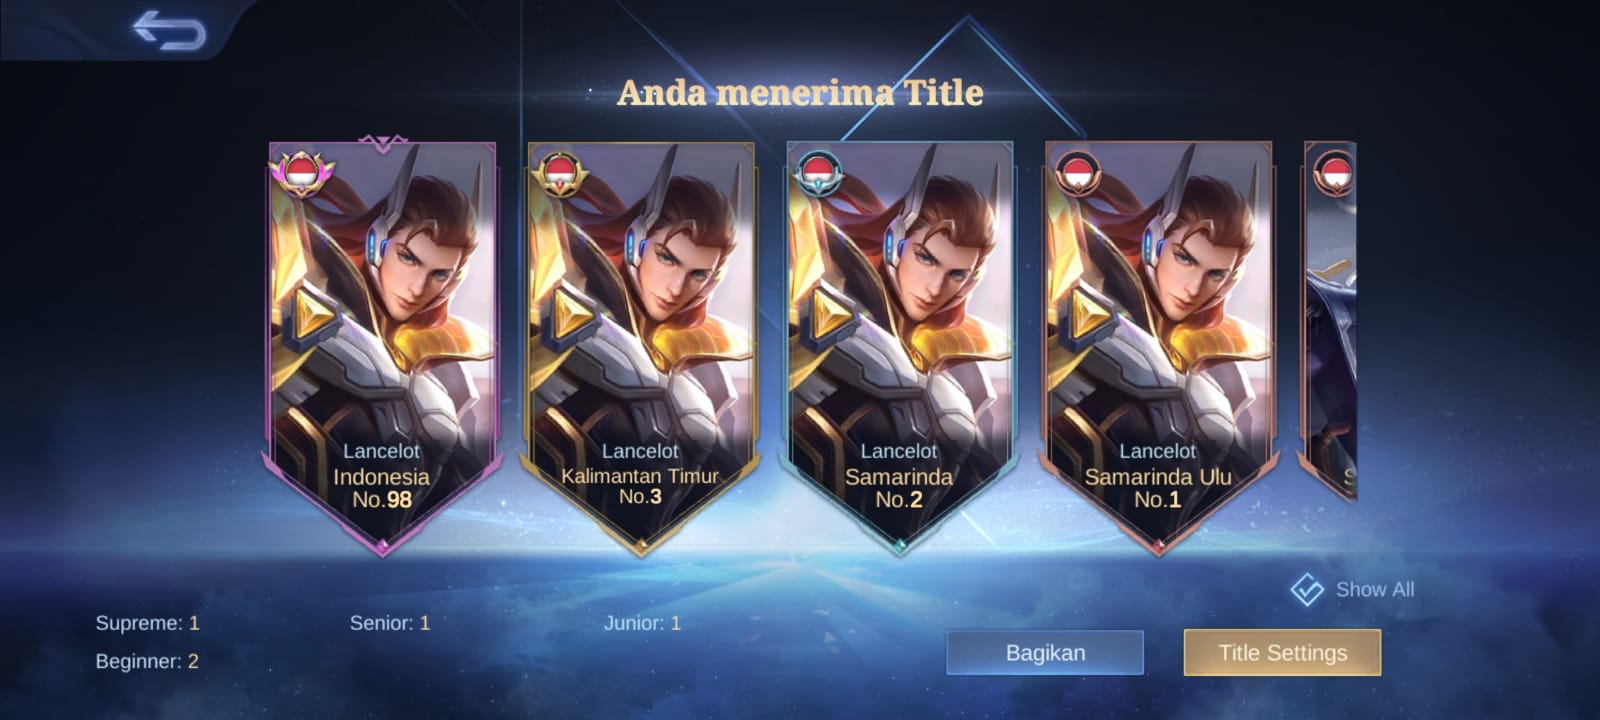 Anda menerima Title
Lancelot
Indonesia
No.98
Lancelot
Kalimantan Timur
No.3
Lancelot
Samarinda
No.2
Lancelot
Samarinda Ulu
No.1
Show All
Supreme: 1
Senior: 1
Junior: 1
Beginner: 2
Bagikan
Title Settings